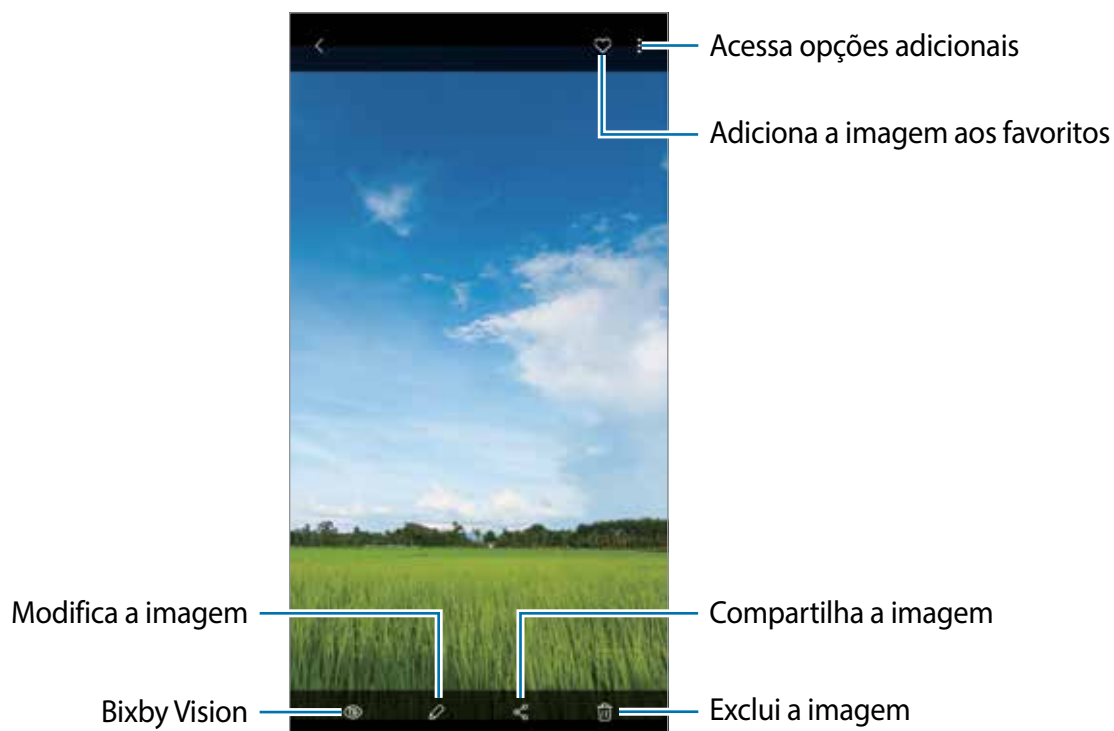 Acessa opções adicionais
Adiciona a imagem aos favoritos
Modifica a imagem
Compartilha a imagem
Bixby Vision
Exclui a imagem